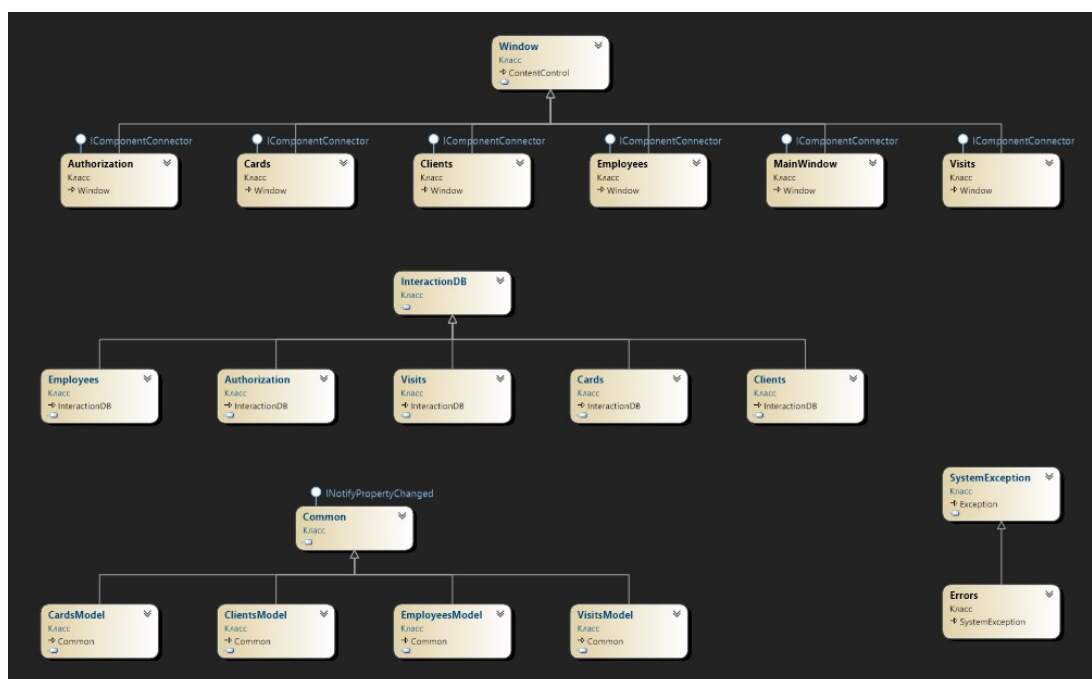 Window
Класс
ContentControl
IComponentConnector IComponentConnector IComponentConnector IComponentConnector IComponentConnector IComponentConnector
Authorization Cards Clients Employees MainWindow Visits
Класс Класс Класс Класс Класс Класс
Window Window Window Window Window Window
InteractionDB
Класс
Employees Authorization Visits Cards Clients
Класс Класс Класс Класс Класс
InteractionDB InteractionDB InteractionDB InteractionDB InteractionDB
SystemException
Класс
Exception
INotifyPropertyChanged
Common
Класс
CardsModel ClientsModel EmployeesModel VisitsModel
Класс Класс Класс Класс
Common Common Common Common
Errors
Класс
SystemException